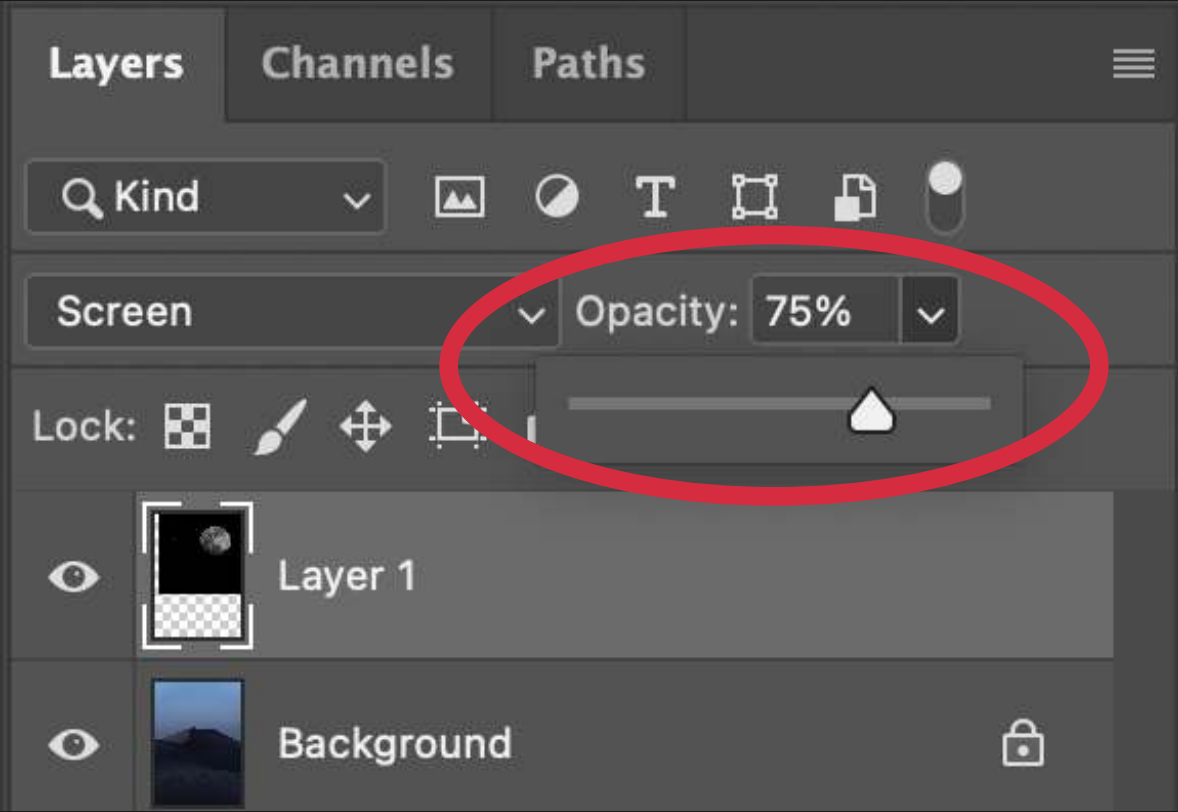 Layers Channels Paths
Kind
Screen Opacity: 75%
Lock:
Layer 1
Background